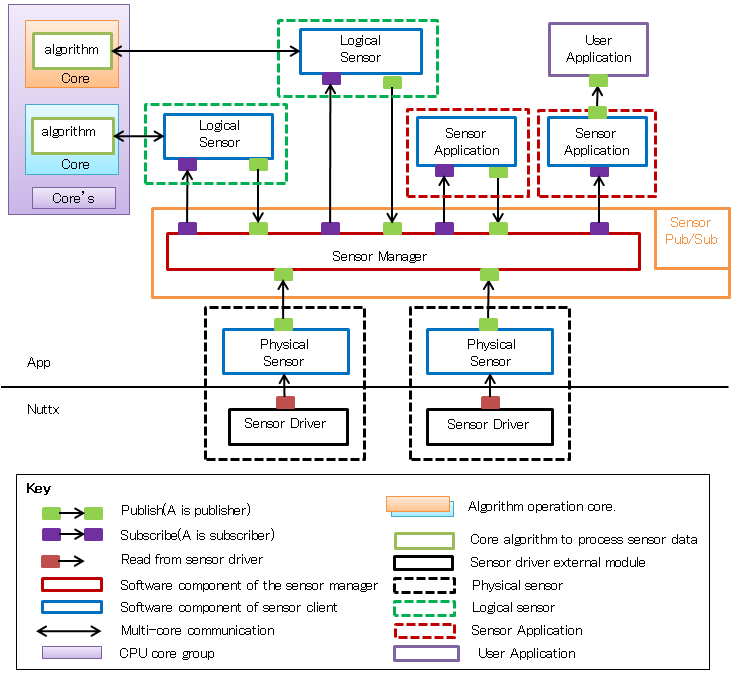 algorithm
Core
Logical
Sensor
User
Application
algorithm
Core
Logical
Sensor
Sensor
Application
Sensor
Application
Core's
Sensor
Pub/Sub
Sensor Manager
Physical
Sensor
Physical
Sensor
App
Nuttx
Sensor Driver
Sensor Driver
Key
Publish(A is publisher)
Subscribe(A is subscriber)
Read from sensor driver
Software component of the sensor manager
Software component of sensor client
Multi-core communication
CPU core group
Algorithm operation core.
Core algorithm to process sensor data
Sensor driver external module
Physical sensor
Logical sensor
Sensor Application
User Application